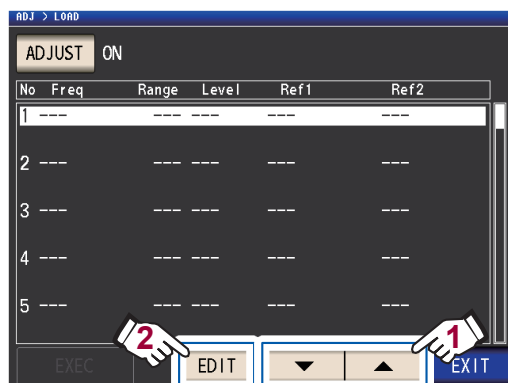 ADJ > LOAD
ADJUST ON
No Freq Range Level Ref1 Ref2
1 --- --- --- --- ---
2 --- --- --- --- ---
3 --- --- --- --- ---
4 --- --- --- --- ---
5 --- --- --- --- ---
2 1
EXEC EDIT ▼ ▲ EXIT